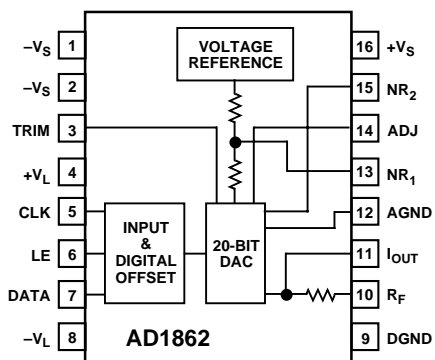 –VS 1
–VS 2
TRIM 3
+VL 4
CLK 5
LE 6
DATA 7
–VL 8
VOLTAGE
REFERENCE
INPUT
&
DIGITAL
OFFSET
20-BIT
DAC
AD1862
16 +VS
15 NR2
14 ADJ
13 NR1
12 AGND
11 IOUT
10 RF
9 DGND